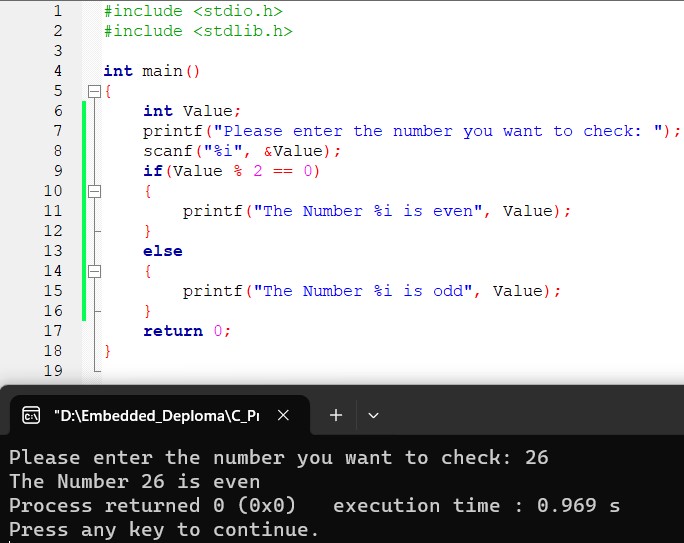 1 #include <stdio.h>
2 #include <stdlib.h>
3
4 int main()
5 {
6 int Value;
7 printf("Please enter the number you want to check: ");
8 scanf("%i", &Value);
9 if(Value % 2 == 0)
10 {
11 printf("The Number %i is even", Value);
12 }
13 else
14 {
15 printf("The Number %i is odd", Value);
16 }
17 return 0;
18 }
19
"D:\Embedded_Deploma\C_P
Please enter the number you want to check: 26
The Number 26 is even
Process returned 0 (0x0) execution time : 0.969 s
Press any key to continue.